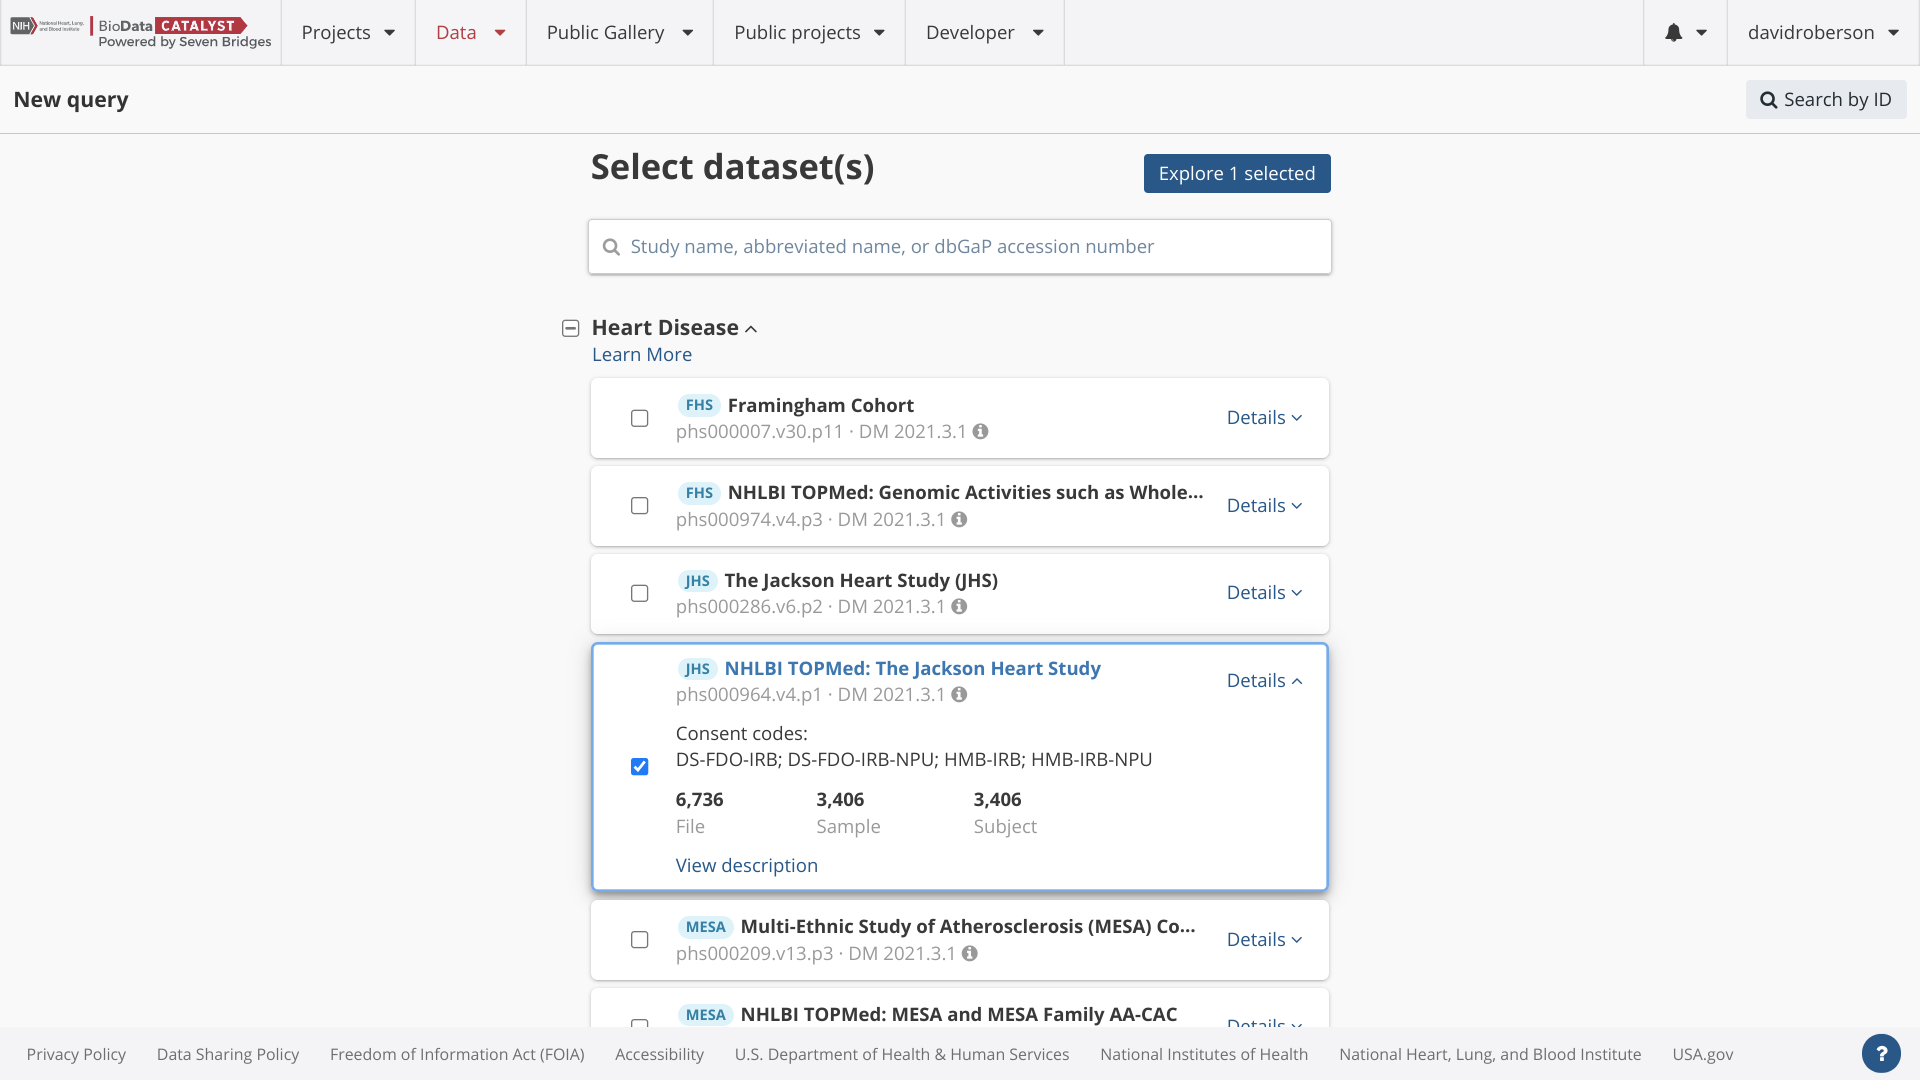 NIH National Heart, Lung, and Blood Institute BioData CATALYST
Powered by Seven Bridges
Projects Data Public Gallery Public projects Developer davidroberson
New query Search by ID
Select dataset(s) Explore 1 selected
Study name, abbreviated name, or dbGaP accession number
Heart Disease
Learn More
FHS Framingham Cohort
phs000007.v30.p11 · DM 2021.3.1
Details
FHS NHLBI TOPMed: Genomic Activities such as Whole...
phs000974.v4.p3 · DM 2021.3.1
Details
JHS The Jackson Heart Study (JHS)
phs000286.v6.p2 · DM 2021.3.1
Details
JHS NHLBI TOPMed: The Jackson Heart Study
phs000964.v4.p1 · DM 2021.3.1
Details
Consent codes:
DS-FDO-IRB; DS-FDO-IRB-NPU; HMB-IRB; HMB-IRB-NPU
6,736 3,406 3,406
File Sample Subject
View description
MESA Multi-Ethnic Study of Atherosclerosis (MESA) Co...
phs000209.v13.p3 · DM 2021.3.1
Details
MESA NHLBI TOPMed: MESA and MESA Family AA-CAC
Details
Privacy Policy Data Sharing Policy Freedom of Information Act (FOIA) Accessibility U.S. Department of Health & Human Services National Institutes of Health National Heart, Lung, and Blood Institute USA.gov ?